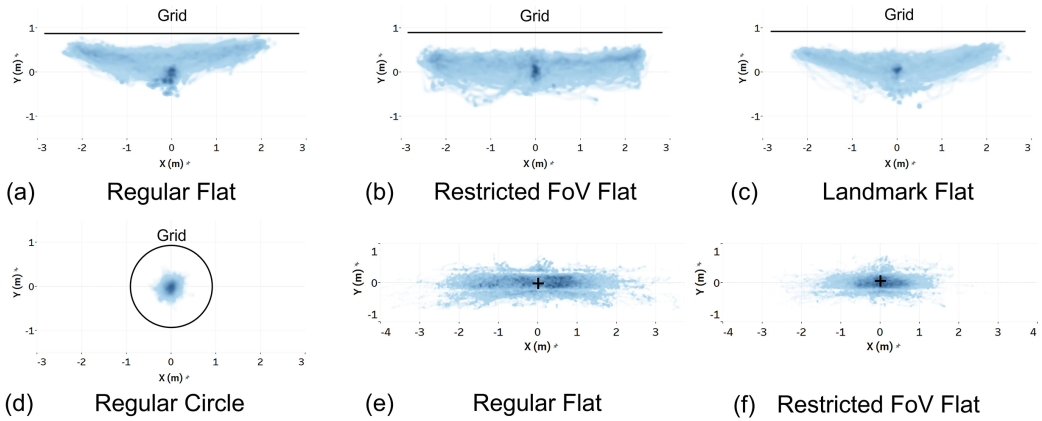 Grid
1
0
-1
Y (m)
-3 -2 -1 0 1 2 3
X (m)
(a) Regular Flat
Grid
1
0
-1
Y (m)
-3 -2 -1 0 1 2 3
X (m)
(b) Restricted FoV Flat
Grid
1
0
-1
Y (m)
-3 -2 -1 0 1 2 3
X (m)
(c) Landmark Flat
Grid
1
0
-1
Y (m)
-3 -2 -1 0 1 2 3
X (m)
(d) Regular Circle
1
0
-1
Y (m)
-4 -3 -2 -1 0 1 2 3
X (m)
(e) Regular Flat
1
0
-1
Y (m)
-4 -3 -2 -1 0 1 2 3 4
X (m)
(f) Restricted FoV Flat